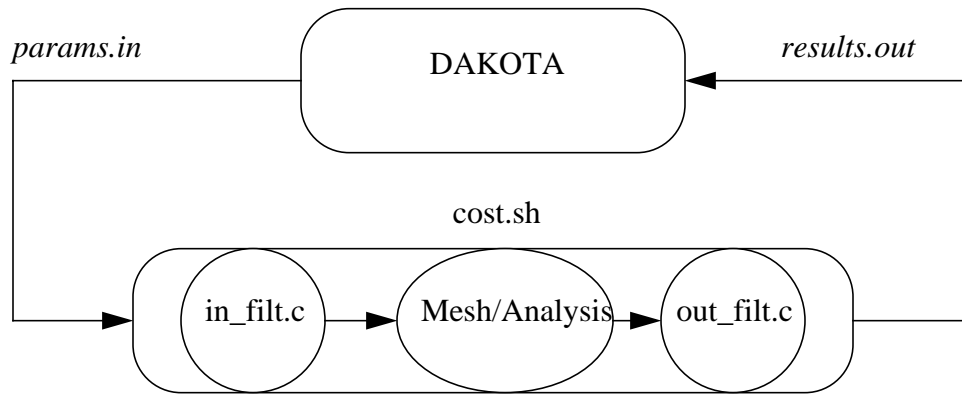 params.in
DAKOTA
results.out
cost.sh
in_filt.c
Mesh/Analysis
out_filt.c